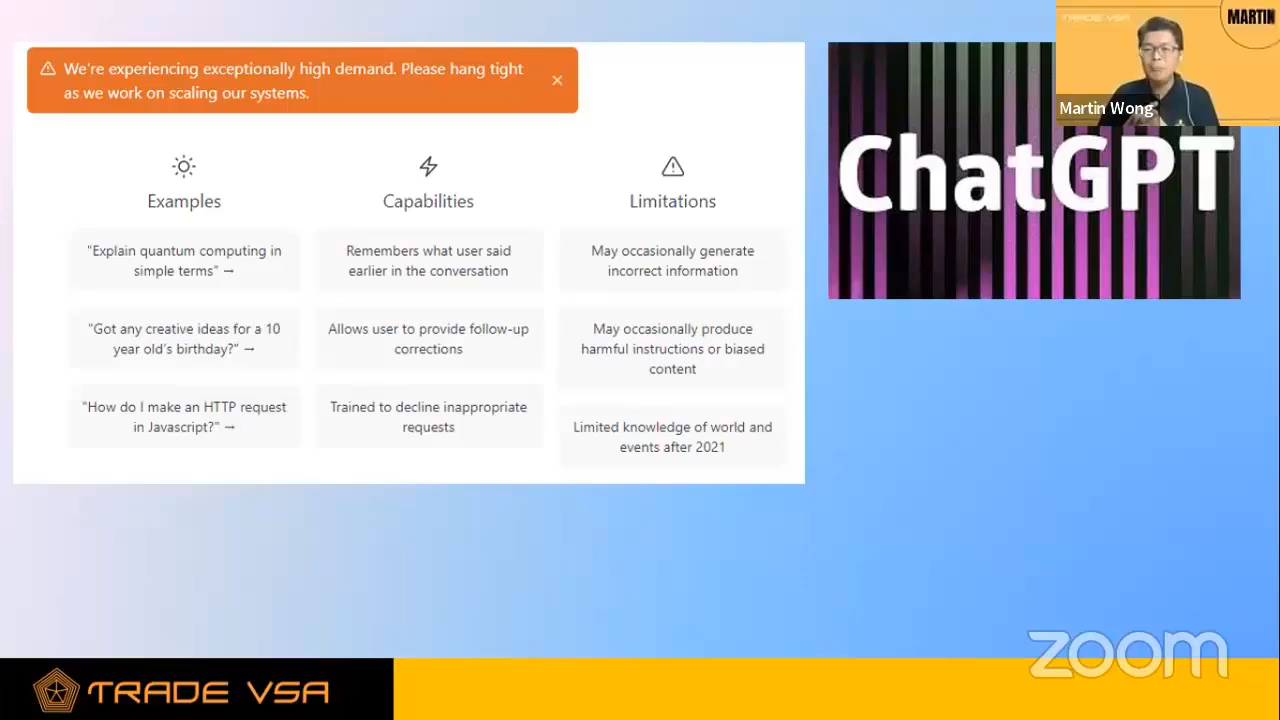 We're experiencing exceptionally high demand. Please hang tight
as we work on scaling our systems.
Examples
"Explain quantum computing in
simple terms" →
"Got any creative ideas for a 10
year old's birthday?" →
"How do I make an HTTP request
in Javascript?" →
Capabilities
Remembers what user said
earlier in the conversation
Allows user to provide follow-up
corrections
Trained to decline inappropriate
requests
Limitations
May occasionally generate
incorrect information
May occasionally produce
harmful instructions or biased
content
Limited knowledge of world and
events after 2021
ChatGPT
TRADE VSA
MARTIN
Martin Wong
zoom
TRADE VSA